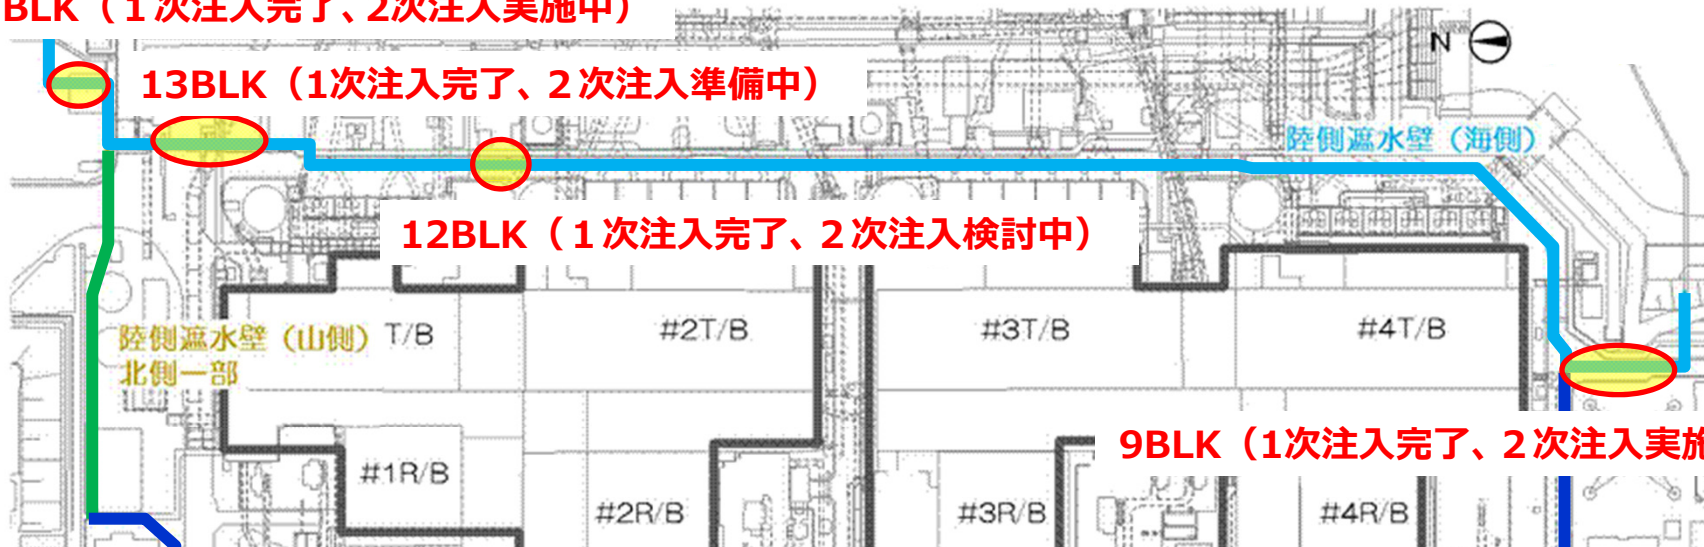 BLK（１次注入完了、2次注入実施中）
N
13BLK（1次注入完了、２次注入準備中）
陸側遮水壁（海側）
12BLK（１次注入完了、２次注入検討中）
陸側遮水壁（山側）
北側一部
T/B
#2T/B
#3T/B
#4T/B
9BLK（1次注入完了、２次注入実施
#1R/B
#2R/B
#3R/B
#4R/B